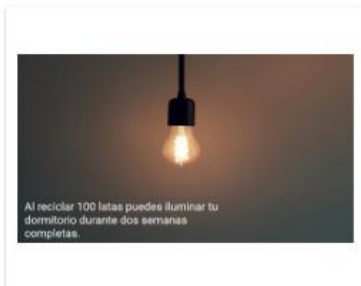 Al reciclar 100 latas puedes iluminar tu
dormitorio durante dos semanas
completas.